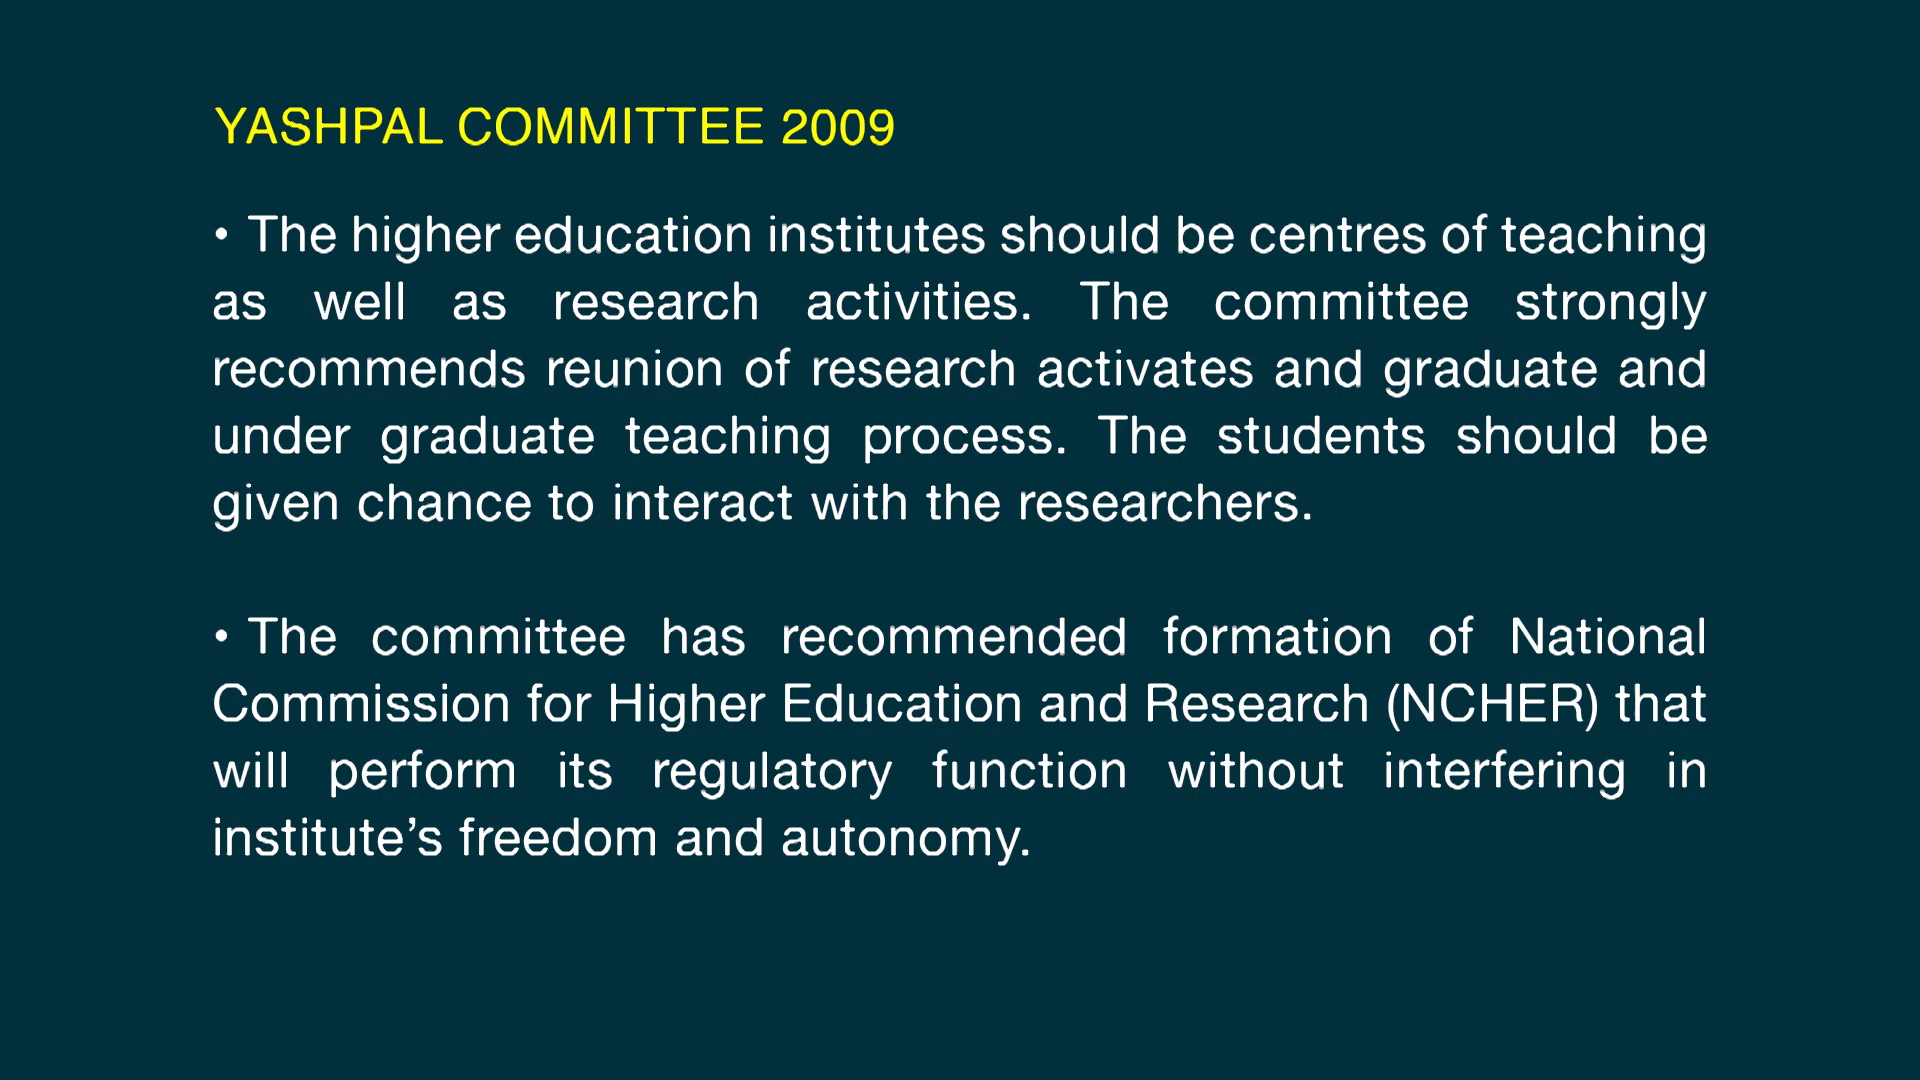 YASHPAL COMMITTEE 2009
• The higher education institutes should be centres of teaching
as well as research activities. The committee strongly
recommends reunion of research activates and graduate and
under graduate teaching process. The students should be
given chance to interact with the researchers.
• The committee has recommended formation of National
Commission for Higher Education and Research (NCHER) that
will perform its regulatory function without interfering in
institute’s freedom and autonomy.